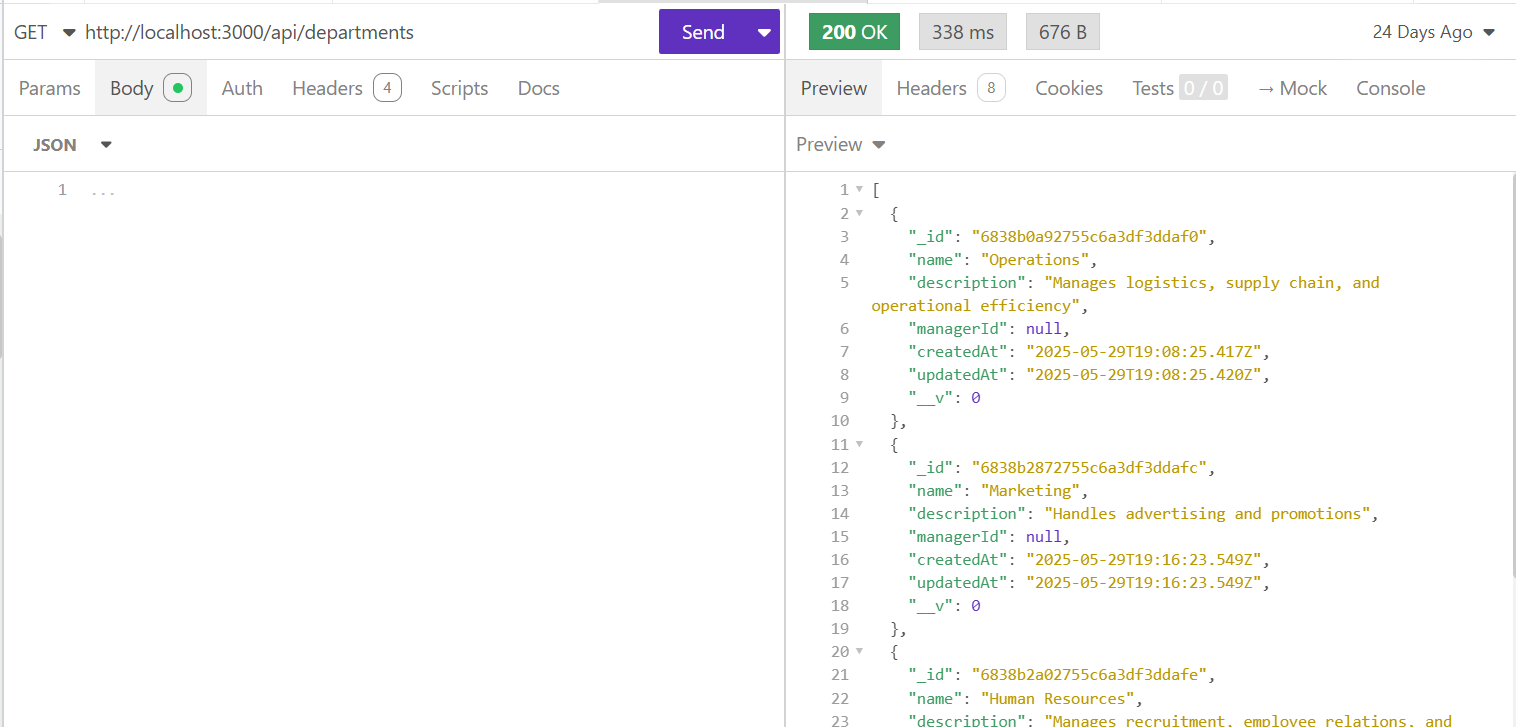 GET http://localhost:3000/api/departments Send
200 OK 338 ms 676 B 24 Days Ago
Params Body Auth Headers 4 Scripts Docs
Preview Headers 8 Cookies Tests 0 / 0 → Mock Console
JSON
Preview
1 ...
1 [
2 {
3 "_id": "6838b0a92755c6a3df3ddaf0",
4 "name": "Operations",
5 "description": "Manages logistics, supply chain, and
operational efficiency",
6 "managerId": null,
7 "createdAt": "2025-05-29T19:08:25.417Z",
8 "updatedAt": "2025-05-29T19:08:25.420Z",
9 "__v": 0
10 },
11 {
12 "_id": "6838b2872755c6a3df3ddafc",
13 "name": "Marketing",
14 "description": "Handles advertising and promotions",
15 "managerId": null,
16 "createdAt": "2025-05-29T19:16:23.549Z",
17 "updatedAt": "2025-05-29T19:16:23.549Z",
18 "__v": 0
19 },
20 {
21 "_id": "6838b2a02755c6a3df3ddafe",
22 "name": "Human Resources",
23 "description": "Manages recruitment, employee relations, and